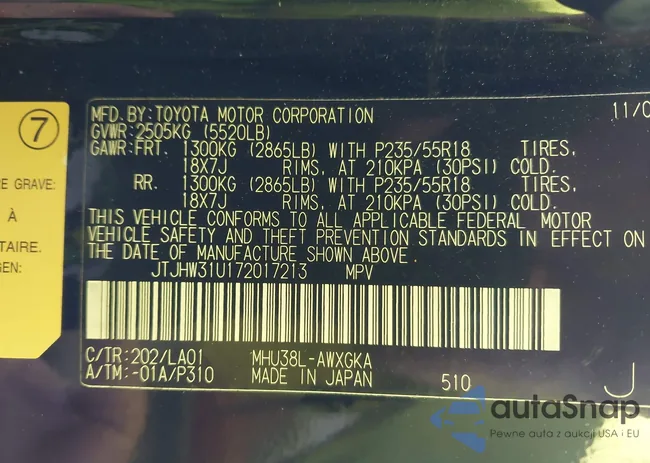 MFD. BY: TOYOTA MOTOR CORPORATION 11/0
GVWR: 2505KG (5520LB)
GAWR: FRT. 1300KG (2865LB) WITH P235/55R18 TIRES,
18X7J RIMS, AT 210KPA (30PSI) COLD.
RR. 1300KG (2865LB) WITH P235/55R18 TIRES,
18X7J RIMS, AT 210KPA (30PSI) COLD.
THIS VEHICLE CONFORMS TO ALL APPLICABLE FEDERAL MOTOR
VEHICLE SAFETY AND THEFT PREVENTION STANDARDS IN EFFECT ON
THE DATE OF MANUFACTURE SHOWN ABOVE.
JTJHW31U172017213 MPV
C/TR: 202/LA01 MHU38L-AWXGKA
A/TM: -01A/P310 MADE IN JAPAN 510 J
7
E GRAVE:
À
TAIRE.
GEN:
autoSnap
Pewne auta z aukcji USA i EU